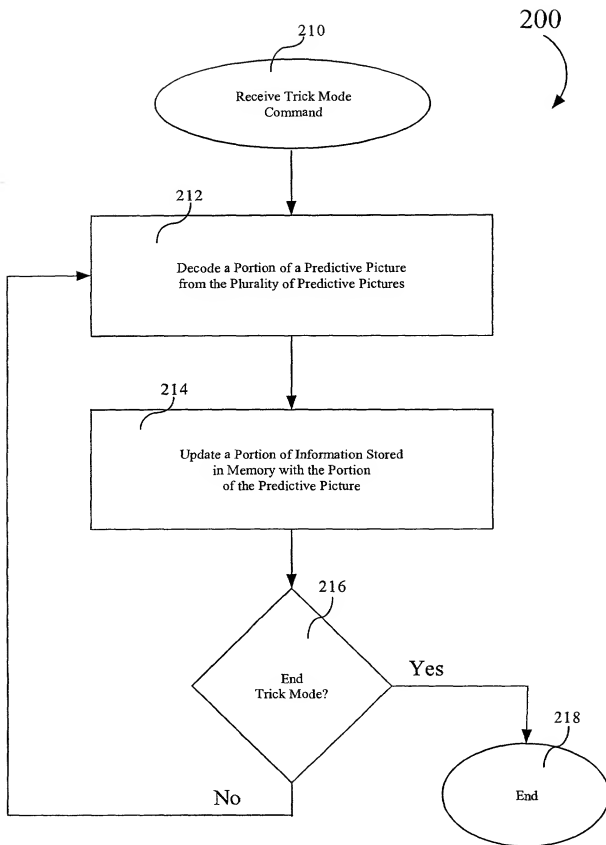 200
210
Receive Trick Mode
Command
212
Decode a Portion of a Predictive Picture
from the Plurality of Predictive Pictures
214
Update a Portion of Information Stored
in Memory with the Portion
of the Predictive Picture
216
End
Trick Mode?
Yes
No
218
End